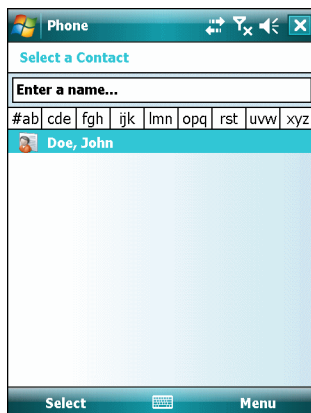 Phone
Select a Contact
Enter a name...
#ab cde fgh ijk lmn opq rst uvw xyz
Doe, John
Select Menu